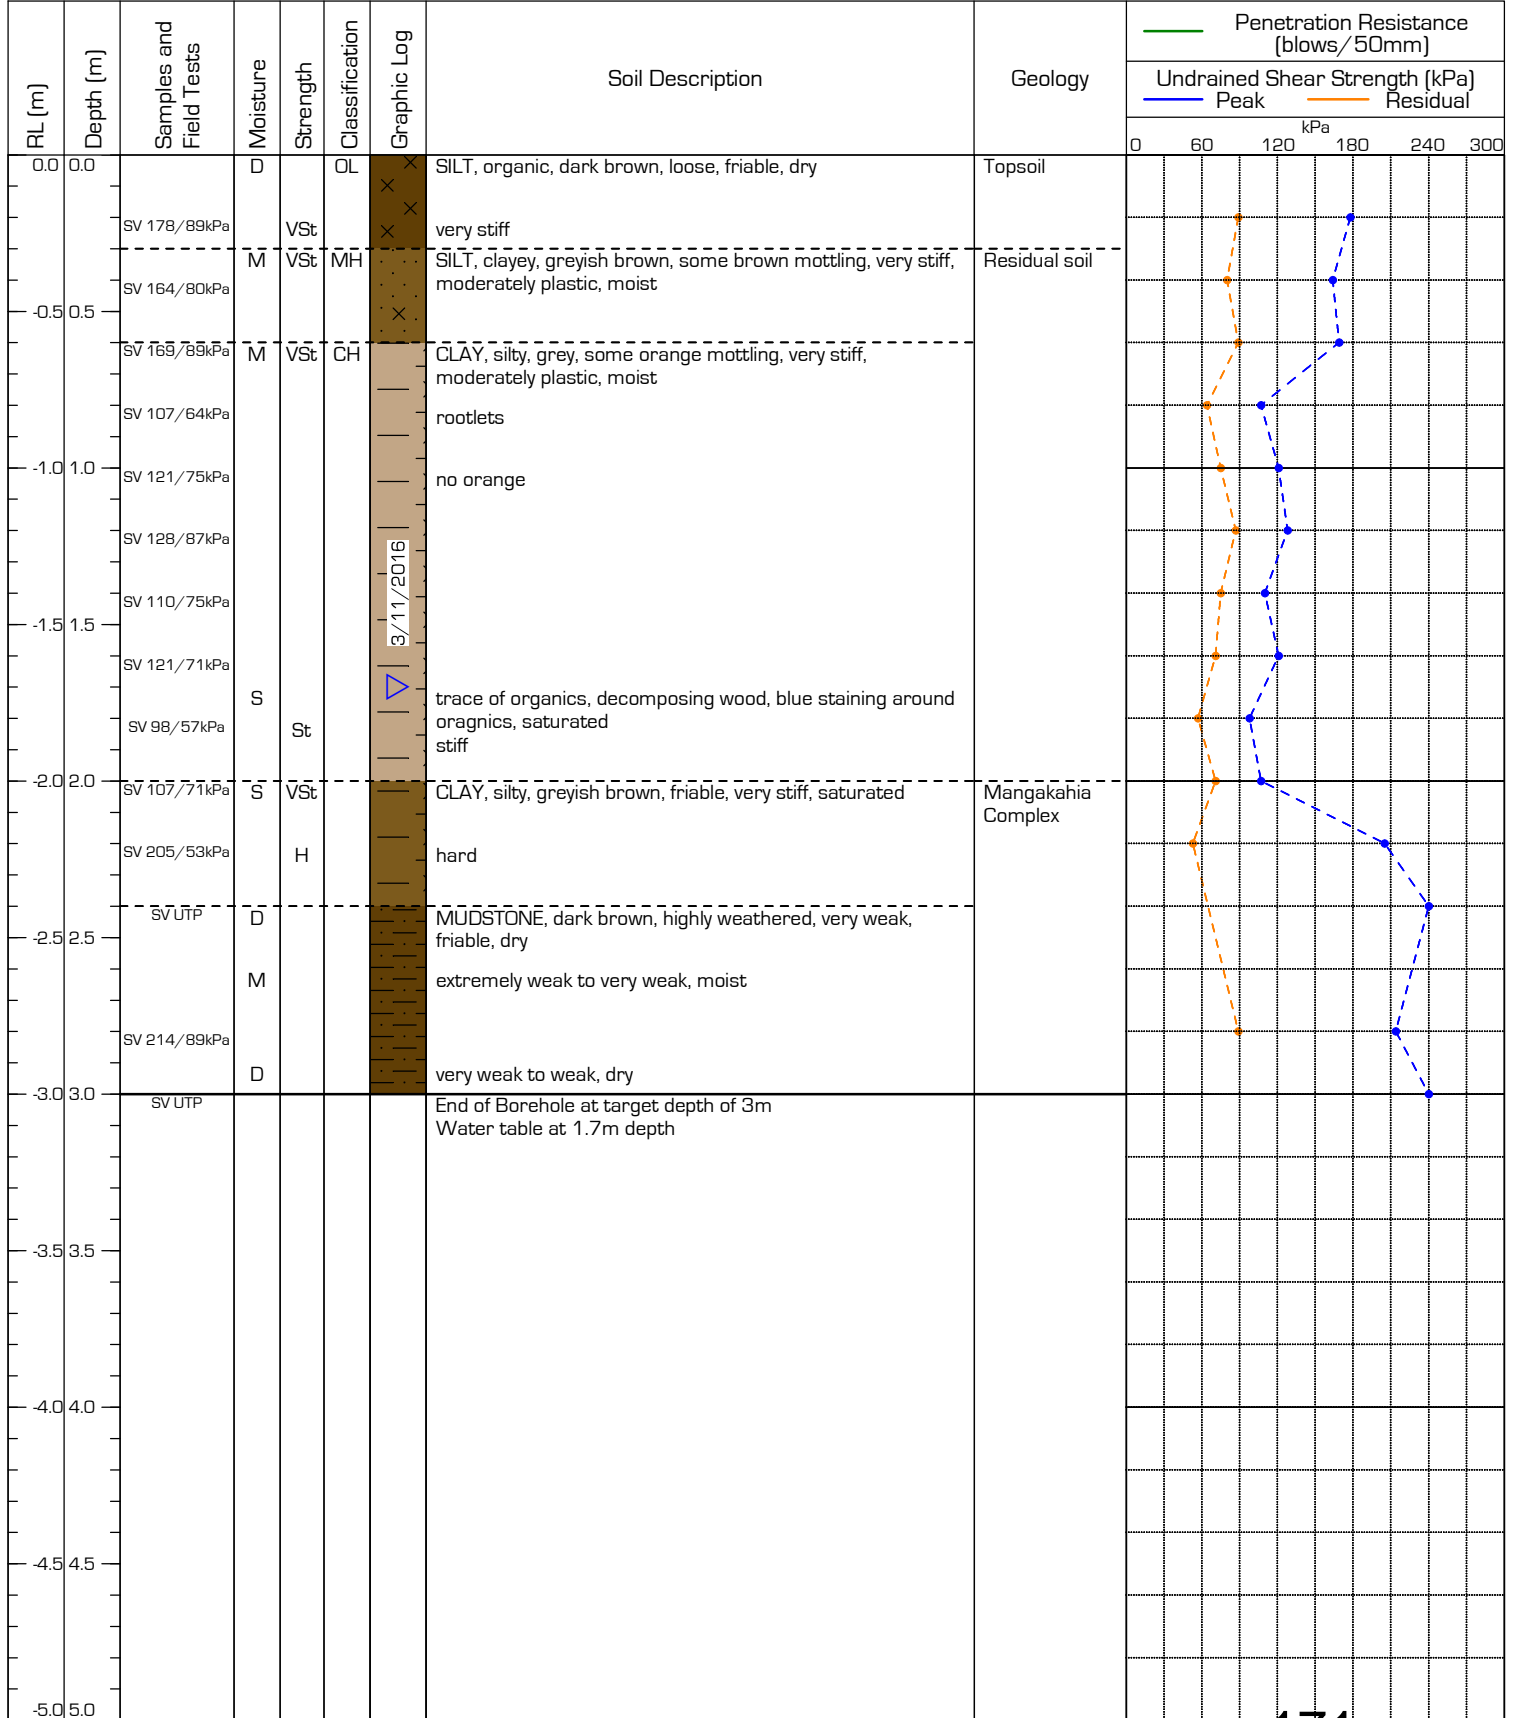 RL (m)
Depth (m)
Samples and
Field Tests
Moisture
Strength
Classification
Graphic Log
Soil Description
Geology
Penetration Resistance
(blows/50mm)
Undrained Shear Strength (kPa)
Peak Residual
kPa
0 60 120 180 240 300
0.0 0.0 D OL SILT, organic, dark brown, loose, friable, dry Topsoil
SV 178/89kPa VSt very stiff
M VSt MH SILT, clayey, greyish brown, some brown mottling, very stiff, Residual soil
moderately plastic, moist
SV 164/80kPa
-0.5 0.5
SV 169/89kPa M VSt CH CLAY, silty, grey, some orange mottling, very stiff,
moderately plastic, moist
SV 107/64kPa rootlets
-1.0 1.0
SV 121/75kPa no orange
SV 128/87kPa
3/11/2016
SV 110/75kPa
-1.5 1.5
SV 121/71kPa
S trace of organics, decomposing wood, blue staining around
oragnics, saturated
SV 98/57kPa St
stiff
-2.0 2.0
SV 107/71kPa S VSt CLAY, silty, greyish brown, friable, very stiff, saturated Mangakahia
Complex
SV 205/53kPa H hard
SV UTP D MUDSTONE, dark brown, highly weathered, very weak,
friable, dry
-2.5 2.5
M extremely weak to very weak, moist
SV 214/89kPa
D very weak to weak, dry
-3.0 3.0
SV UTP End of Borehole at target depth of 3m
Water table at 1.7m depth
-3.5 3.5
-4.0 4.0
-4.5 4.5
-5.0 5.0